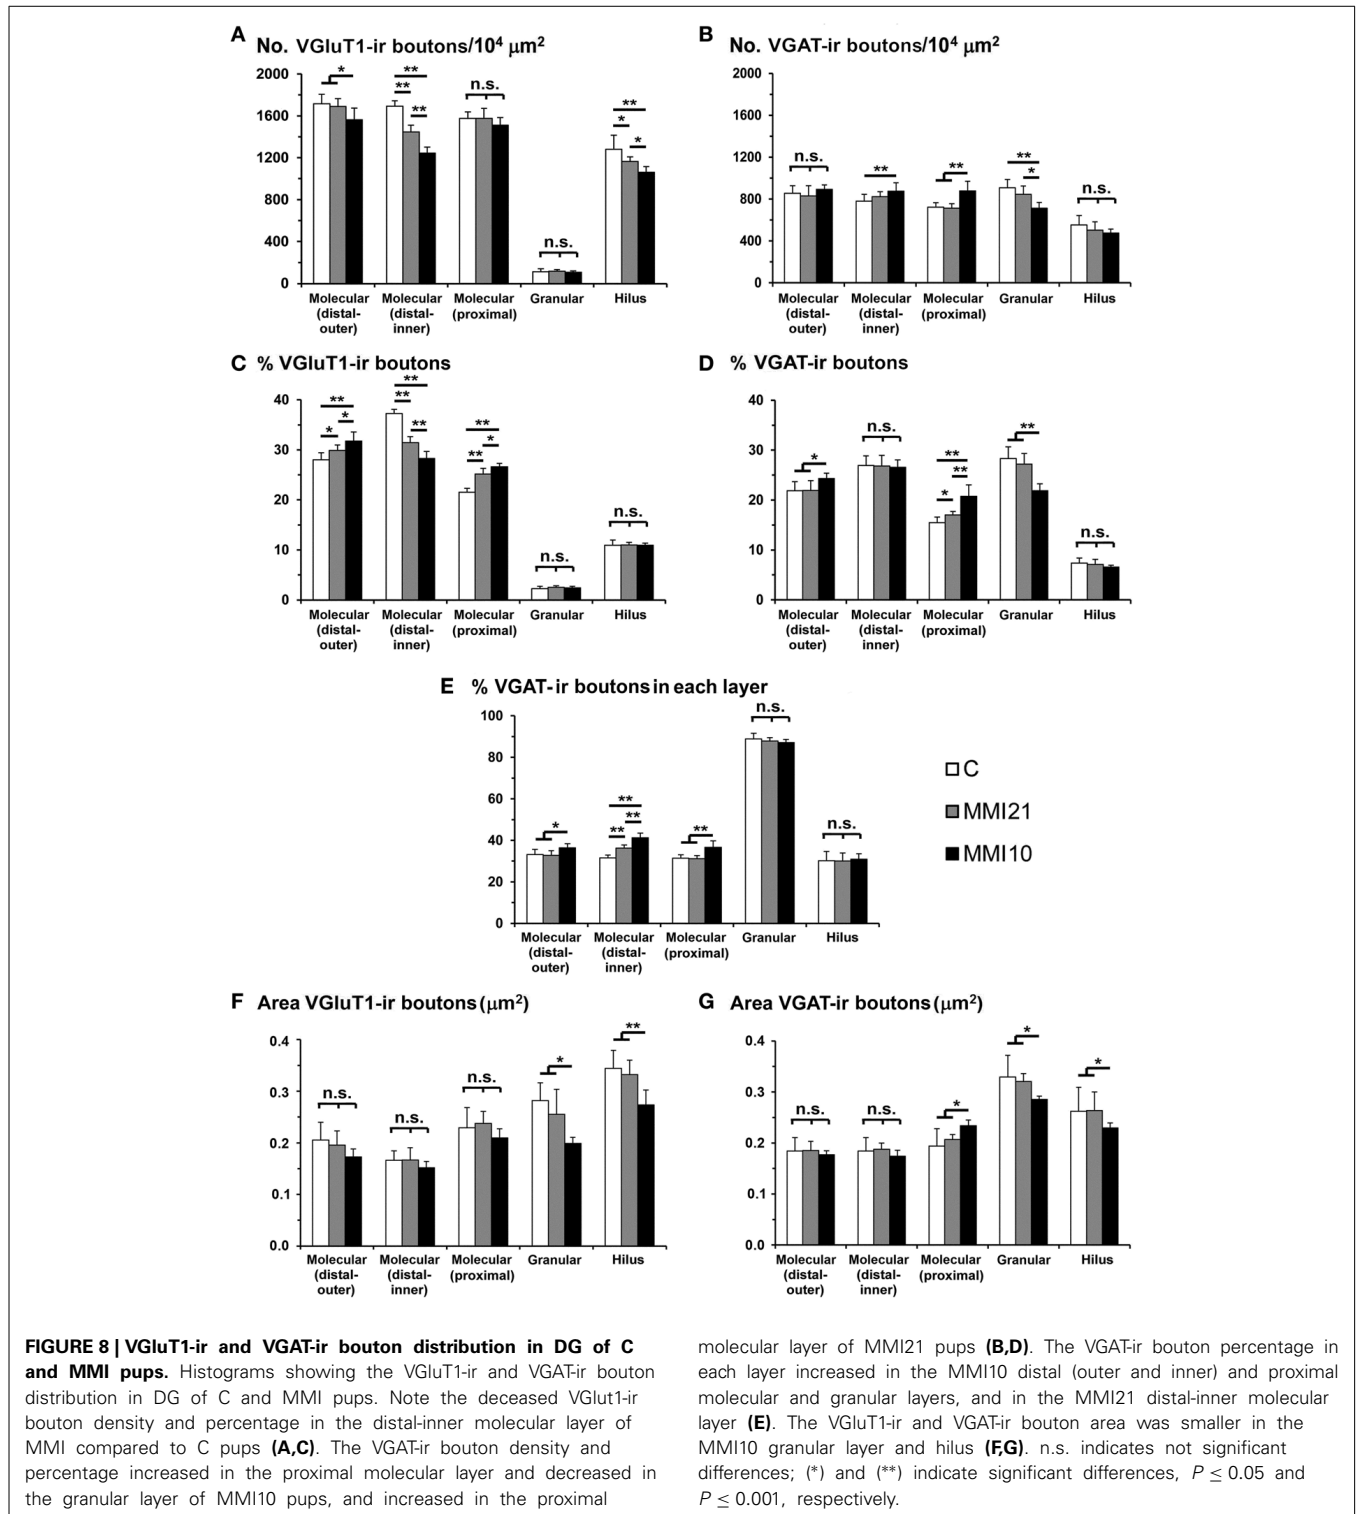 A No. VGluT1-ir boutons/10⁴ μm²
2000
1600
1200
800
400
0
*
**
**
**
n.s.
n.s.
**
*
*
Molecular (distal-outer)
Molecular (distal-inner)
Molecular (proximal)
Granular
Hilus
B No. VGAT-ir boutons/10⁴ μm²
2000
1600
1200
800
400
0
n.s.
**
**
**
*
n.s.
Molecular (distal-outer)
Molecular (distal-inner)
Molecular (proximal)
Granular
Hilus
C % VGluT1-ir boutons
40
30
20
10
0
**
*
*
**
**
**
**
*
**
n.s.
n.s.
Molecular (distal-outer)
Molecular (distal-inner)
Molecular (proximal)
Granular
Hilus
D % VGAT-ir boutons
40
30
20
10
0
*
n.s.
**
**
*
**
n.s.
Molecular (distal-outer)
Molecular (distal-inner)
Molecular (proximal)
Granular
Hilus
E % VGAT-ir boutons in each layer
100
80
60
40
20
0
*
**
**
**
**
n.s.
n.s.
Molecular (distal-outer)
Molecular (distal-inner)
Molecular (proximal)
Granular
Hilus
C
MMI21
MMI10
F Area VGluT1-ir boutons (μm²)
0.4
0.3
0.2
0.1
0.0
n.s.
n.s.
n.s.
*
**
Molecular (distal-outer)
Molecular (distal-inner)
Molecular (proximal)
Granular
Hilus
G Area VGAT-ir boutons (μm²)
0.4
0.3
0.2
0.1
0.0
n.s.
n.s.
*
*
*
Molecular (distal-outer)
Molecular (distal-inner)
Molecular (proximal)
Granular
Hilus
FIGURE 8 | VGluT1-ir and VGAT-ir bouton distribution in DG of C
and MMI pups. Histograms showing the VGluT1-ir and VGAT-ir bouton
distribution in DG of C and MMI pups. Note the deceased VGlut1-ir
bouton density and percentage in the distal-inner molecular layer of
MMI compared to C pups (A,C). The VGAT-ir bouton density and
percentage increased in the proximal molecular layer and decreased in
the granular layer of MMI10 pups, and increased in the proximal
molecular layer of MMI21 pups (B,D). The VGAT-ir bouton percentage in
each layer increased in the MMI10 distal (outer and inner) and proximal
molecular and granular layers, and in the MMI21 distal-inner molecular
layer (E). The VGluT1-ir and VGAT-ir bouton area was smaller in the
MMI10 granular layer and hilus (F,G). n.s. indicates not significant
differences; (*) and (**) indicate significant differences, P ≤ 0.05 and
P ≤ 0.001, respectively.